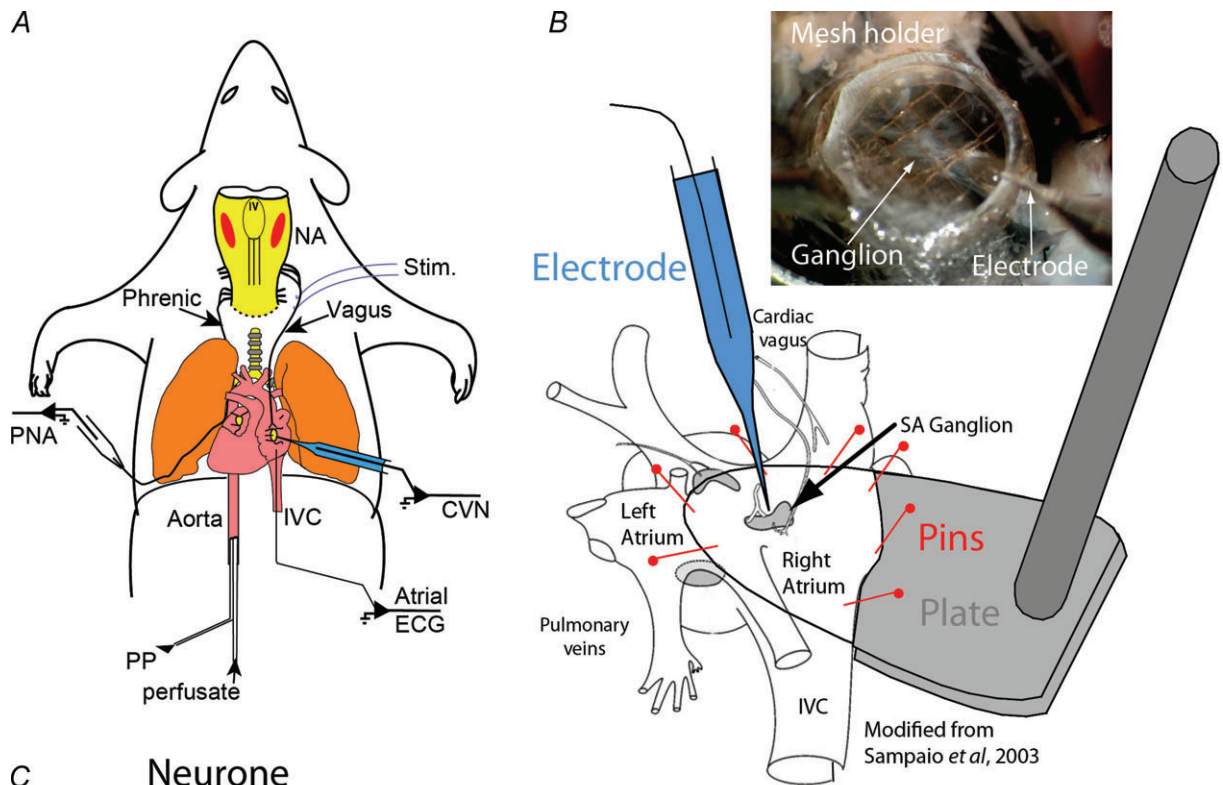 A
IV
NA
Stim.
Phrenic
Vagus
PNA
CVN
Aorta
IVC
Atrial
ECG
PP
perfusate
B
Mesh holder
Ganglion
Electrode
Electrode
Cardiac
vagus
SA Ganglion
Left
Atrium
Right
Atrium
Pins
Plate
Pulmonary
veins
IVC
Modified from
Sampaio et al, 2003
C
Neurone